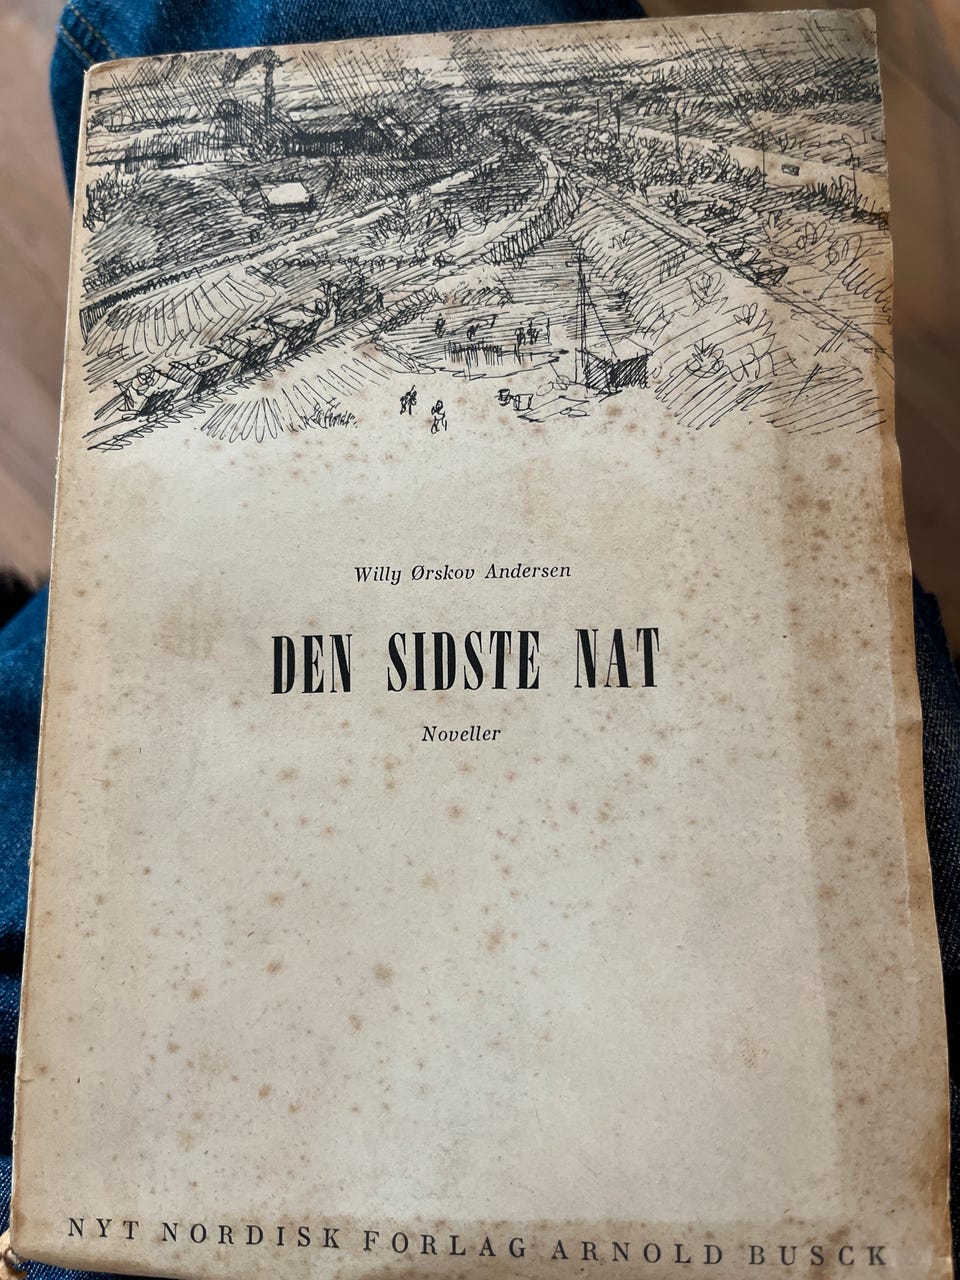 Willy Ørskov Andersen
DEN SIDSTE NAT
Noveller
NYT NORDISK FORLAG ARNOLD BUSCK